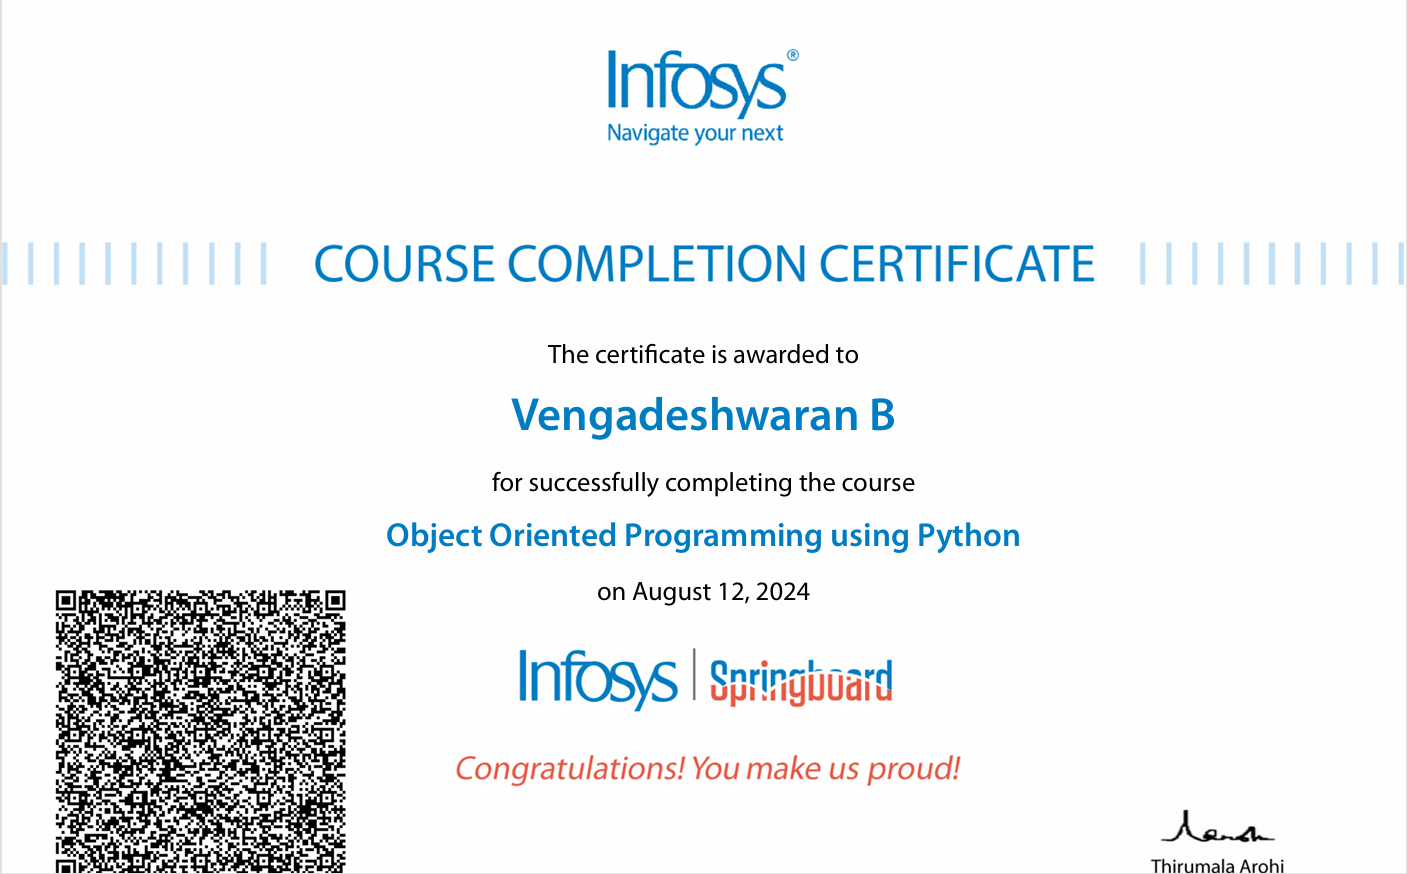 Infosys®
Navigate your next
COURSE COMPLETION CERTIFICATE
The certificate is awarded to
Vengadeshwaran B
for successfully completing the course
Object Oriented Programming using Python
on August 12, 2024
Infosys | Springboard
Congratulations! You make us proud!
Thirumala Arohi